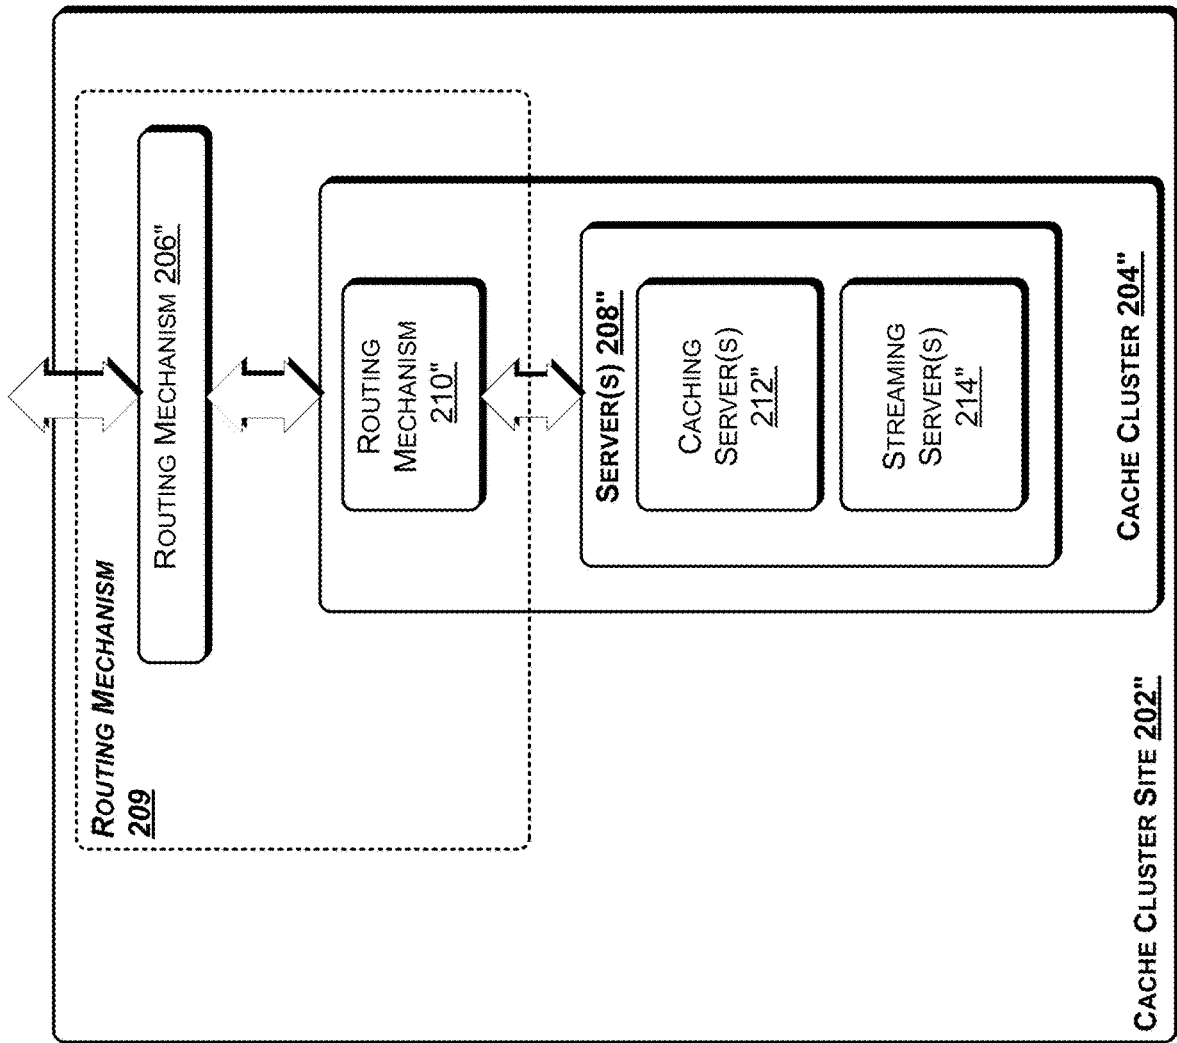 ROUTING MECHANISM
209
ROUTING MECHANISM 206"
ROUTING
MECHANISM
210"
SERVER(S) 208"
CACHING
SERVER(S)
212"
STREAMING
SERVER(S)
214"
CACHE CLUSTER 204"
CACHE CLUSTER SITE 202"